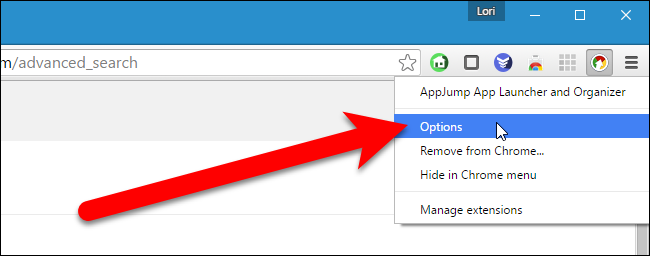 Lori
m/advanced_search
AppJump App Launcher and Organizer
Options
Remove from Chrome...
Hide in Chrome menu
Manage extensions